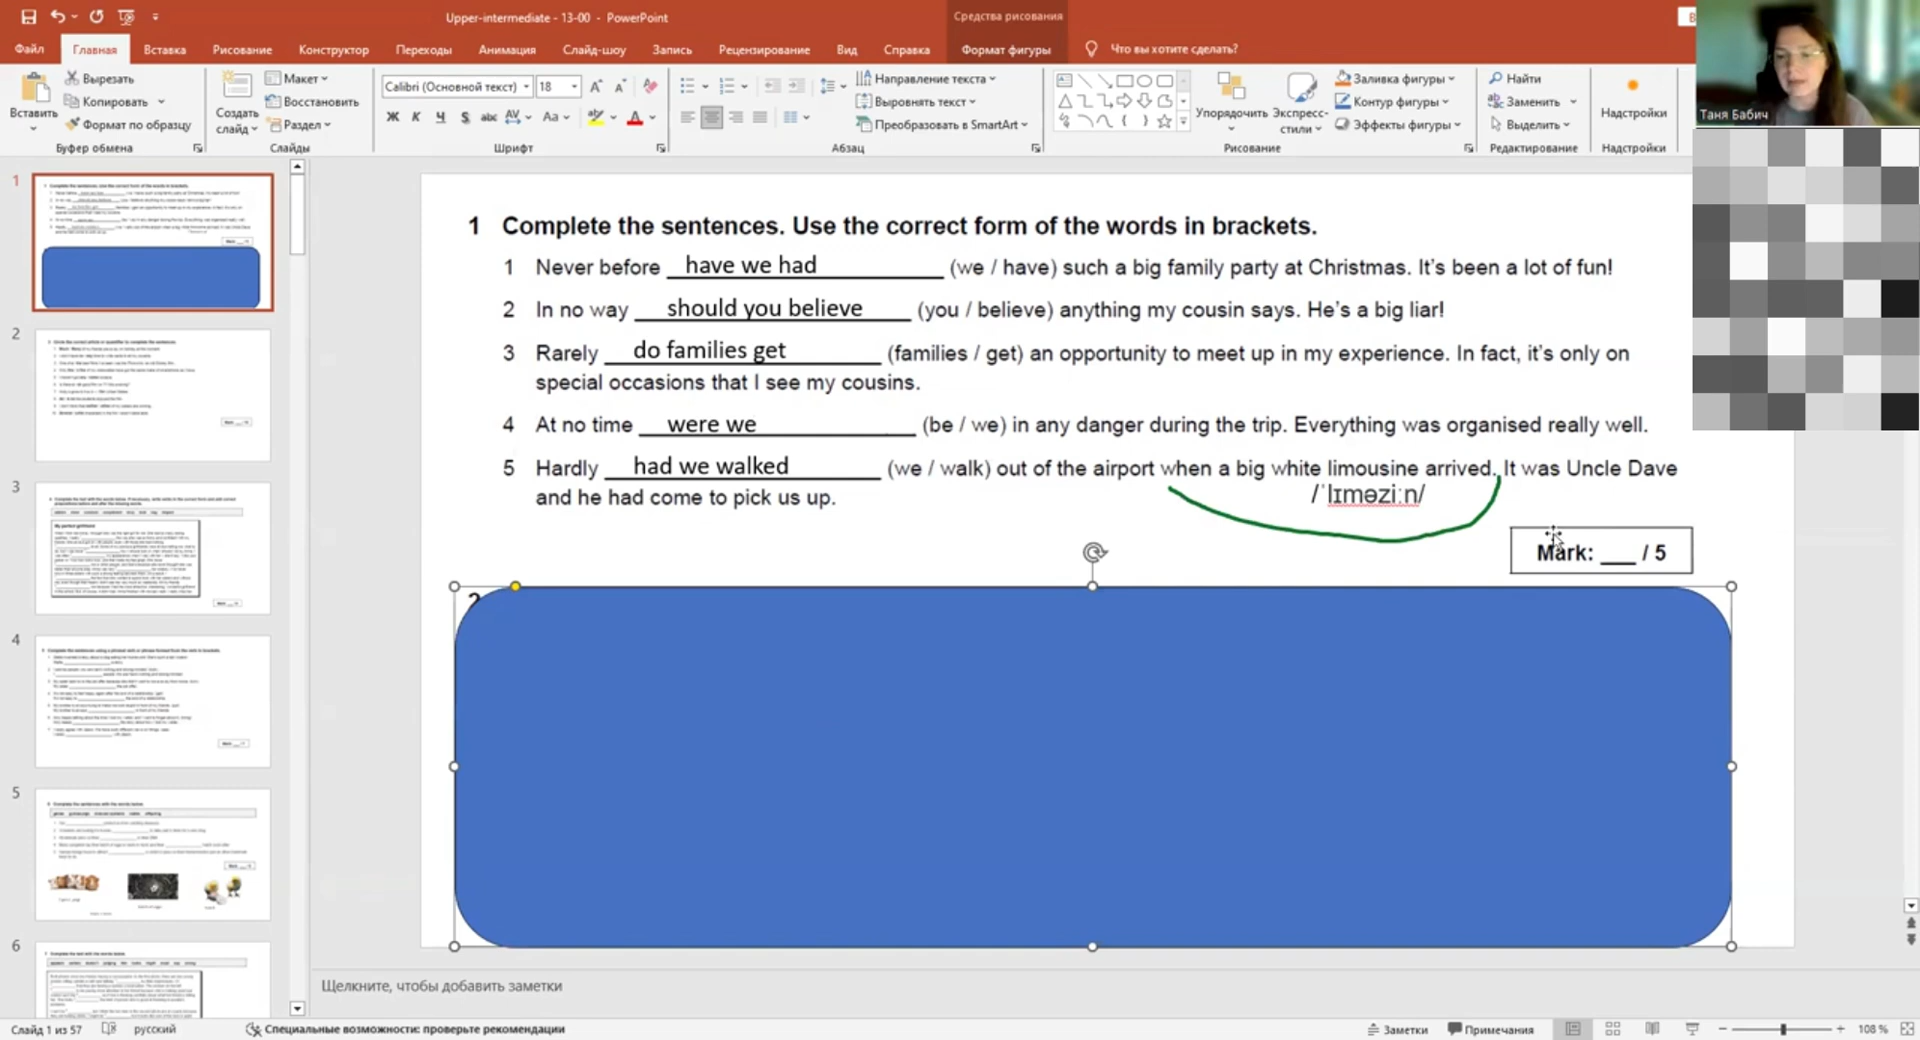 Upper-intermediate - 13-00 - PowerPoint
Средства рисования
Файл
Главная
Вставка
Рисование
Конструктор
Переходы
Анимация
Слайд-шоу
Запись
Рецензирование
Вид
Справка
Формат фигуры
Что вы хотите сделать?
Вставить
Вырезать
Копировать
Формат по образцу
Буфер обмена
Создать слайд
Макет
Восстановить
Раздел
Слайды
Calibri (Основной текст)
18
Ж К Ч S abc AV Aa A
Шрифт
Направление текста
Выровнять текст
Преобразовать в SmartArt
Абзац
Упорядочить
Экспресс-стили
Заливка фигуры
Контур фигуры
Эффекты фигуры
Рисование
Найти
Заменить
Выделить
Редактирование
Настройки
Настройки
Таня Бабич
1
2
3
4
5
6
1 Complete the sentences. Use the correct form of the words in brackets.
1 Never before have we had (we / have) such a big family party at Christmas. It's been a lot of fun!
2 In no way should you believe (you / believe) anything my cousin says. He's a big liar!
3 Rarely do families get (families / get) an opportunity to meet up in my experience. In fact, it's only on
special occasions that I see my cousins.
4 At no time were we (be / we) in any danger during the trip. Everything was organised really well.
5 Hardly had we walked (we / walk) out of the airport when a big white limousine arrived. It was Uncle Dave
and he had come to pick us up.
/ˈlɪməziːn/
Mark: ___ / 5
Щелкните, чтобы добавить заметки
Слайд 1 из 57
русский
Специальные возможности: проверьте рекомендации
Заметки
Примечания
108 %